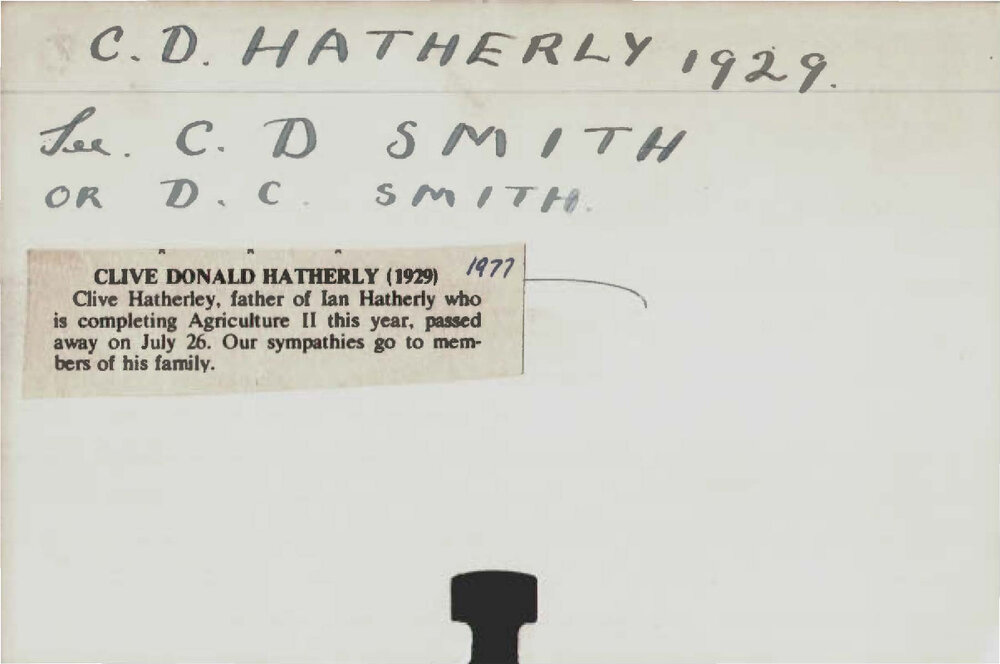 C. D. HATHERLY 1929.
See. C. D SMITH
OR D. C. SMITH.
CLIVE DONALD HATHERLY (1929) 1977
Clive Hatherley, father of Ian Hatherly who
is completing Agriculture II this year, passed
away on July 26. Our sympathies go to mem-
bers of his family.